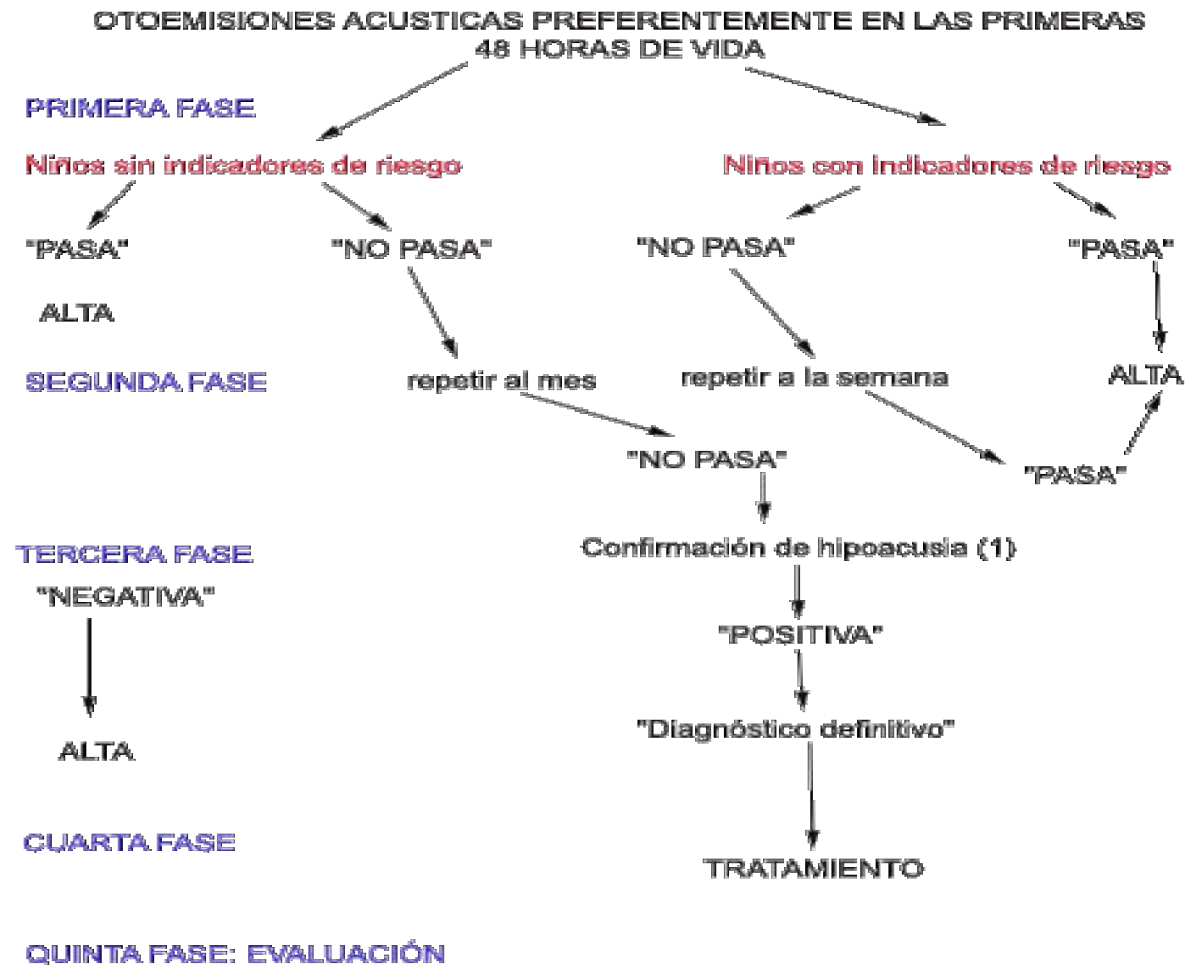 OTOEMISIONES ACUSTICAS PREFERENTEMENTE EN LAS PRIMERAS
48 HORAS DE VIDA
PRIMERA FASE
Niños sin indicadores de riesgo
Niños con indicadores de riesgo
"PASA"
"NO PASA"
"NO PASA"
"PASA"
ALTA
SEGUNDA FASE
repetir al mes
repetir a la semana
ALTA
"NO PASA"
"PASA"
TERCERA FASE
Confirmación de hipoacusia (1)
"NEGATIVA"
"POSITIVA"
"Diagnóstico definitivo"
ALTA
CUARTA FASE
TRATAMIENTO
QUINTA FASE: EVALUACIÓN